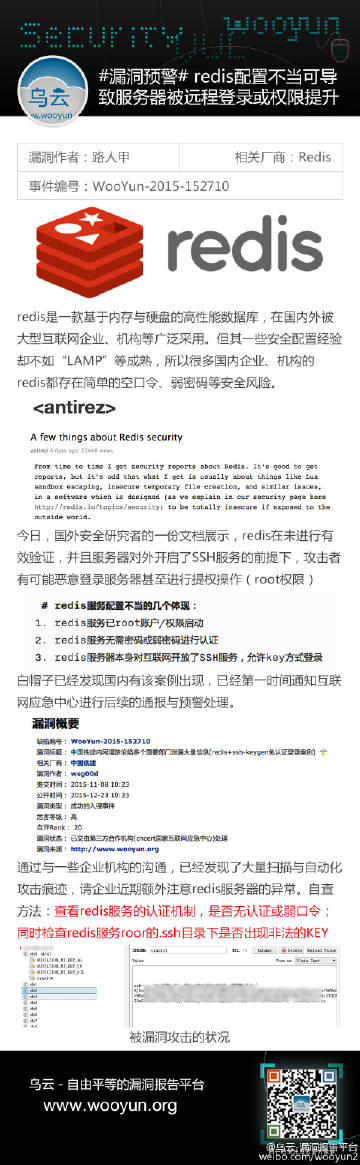 Security
wooyun
乌云
w.wooyun.
#漏洞预警# redis配置不当可导
致服务器被远程登录或权限提升
漏洞作者：路人甲
相关厂商：Redis
事件编号：WooYun-2015-152710
redis
redis是一款基于内存与硬盘的高性能数据库，在国内外被
大型互联网企业、机构等广泛采用。但其一些安全配置经验
却不如“LAMP”等成熟，所以很多国内企业、机构的
redis都存在简单的空口令、弱密码等安全风险。
<antirez>
A few things about Redis security
antirez 6 days ago. 23448 views.
From time to time I get security reports about Redis. It's good to get
reports, but it's odd that what I get is usually about things like Lua
sandbox escaping, insecure temporary file creation, and similar issues,
in a software which is designed (as we explain in our security page here
http://redis.io/topics/security) to be totally insecure if exposed to the
outside world.
今日，国外安全研究者的一份文档展示，redis在未进行有
效验证，并且服务器对外开启了SSH服务的前提下，攻击者
有可能恶意登录服务器甚至进行提权操作（root权限）
# redis服务配置不当的几个体现：
1. redis服务已root账户/权限启动
2. redis服务无需密码或弱密码进行认证
3. redis服务器本身对互联网开放了SSH服务，允许key方式登录
白帽子已经发现国内有该案例出现，已经第一时间通知互联
网应急中心进行后续的通报与预警处理。
漏洞概要
缺陷编号： WooYun-2015-152710
漏洞标题： 中国铁建内网漫游沦陷多个重要部门泄漏大量信息(redis+ssh-keygen免认证登录案例)
相关厂商： 中国铁建
漏洞作者： wsg00d
提交时间： 2015-11-08 10:23
公开时间： 2015-12-23 10:23
漏洞类型： 成功的入侵事件
危害等级： 高
自评Rank： 20
漏洞状态： 已交由第三方合作机构(cncert国家互联网应急中心)处理
漏洞来源： http://www.wooyun.org
通过与一些企业机构的沟通，已经发现了大量扫描与自动化
攻击痕迹，请企业近期额外注意redis服务器的异常。自查
方法：查看redis服务的认证机制，是否无认证或弱口令；
同时检查redis服务roor的.ssh目录下是否出现非法的KEY
crackit
Value
被漏洞攻击的状况
乌云 - 自由平等的漏洞报告平台
www.wooyun.org
乌云
@乌云-漏洞报告平台
weibo.com/wooyun2